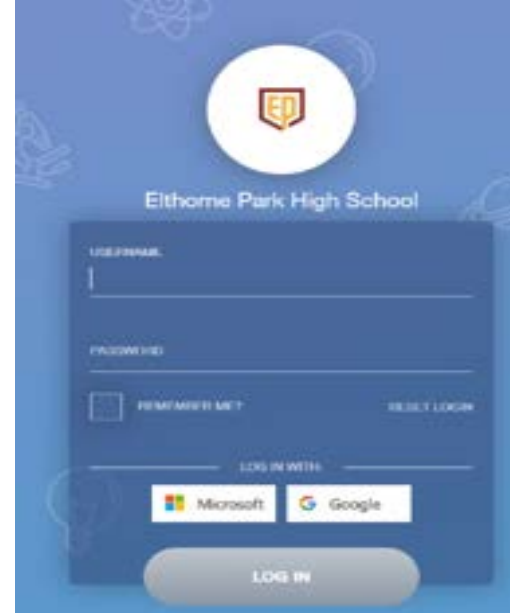 EP
Elthorne Park High School
USERNAME
PASSWORD
REMEMBER ME?
RESET LOGIN
LOG IN WITH:
Microsoft
Google
LOG IN